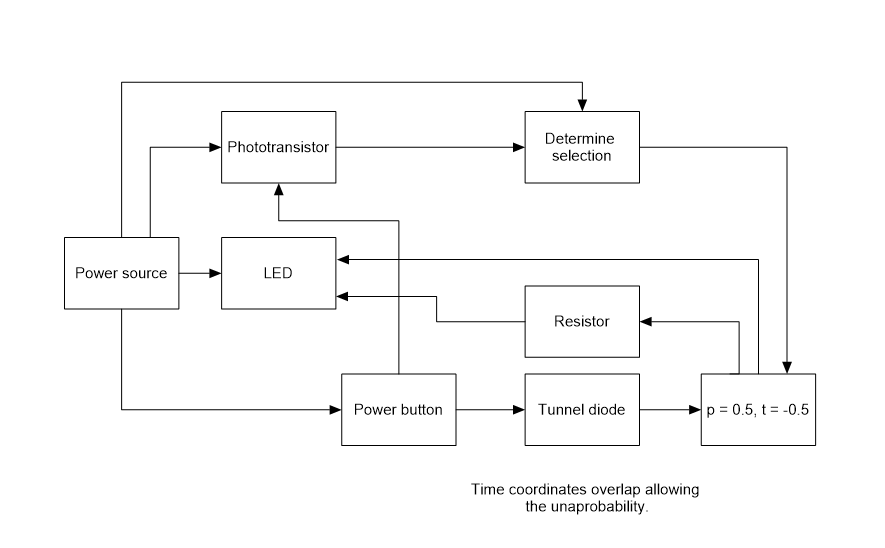 Phototransistor
Determine
selection
Power source
LED
Resistor
Power button
Tunnel diode
p = 0.5, t = -0.5
Time coordinates overlap allowing
the unaprobability.